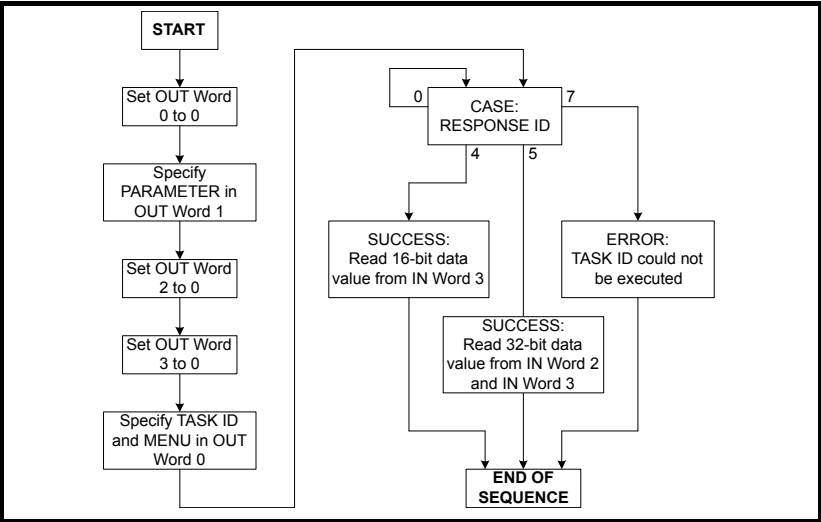 START
Set OUT Word
0 to 0
Specify
PARAMETER in
OUT Word 1
Set OUT Word
2 to 0
Set OUT Word
3 to 0
Specify TASK ID
and MENU in OUT
Word 0
CASE:
RESPONSE ID
0
7
4
5
SUCCESS:
Read 16-bit data
value from IN Word 3
SUCCESS:
Read 32-bit data
value from IN Word 2
and IN Word 3
ERROR:
TASK ID could not
be executed
END OF
SEQUENCE